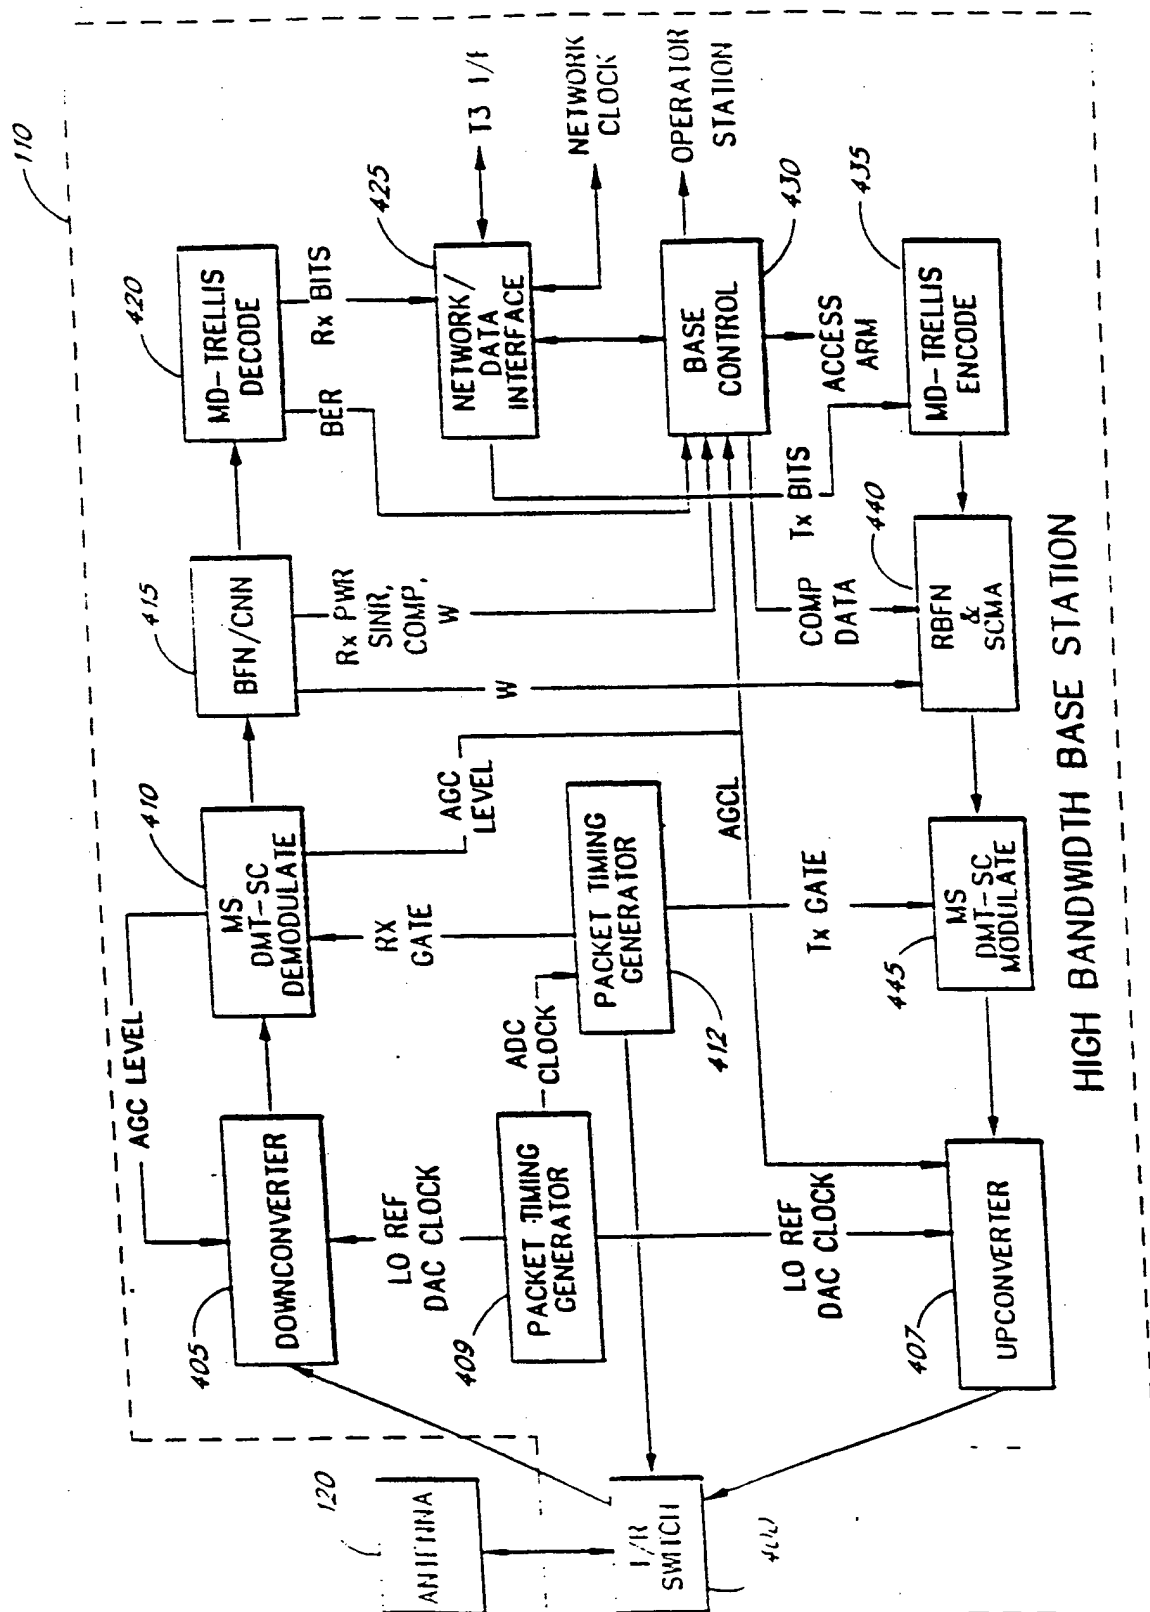 110
ANTENNA
120
T/R
SWITCH
400
AGC LEVEL
DOWNCONVERTER
405
MS
DMT-SC
DEMODULATE
410
BFN/CNN
415
MD-TRELLIS
DECODE
420
LO REF
DAC CLOCK
RX
GATE
AGC
LEVEL
Rx PWR
SINR,
COMP,
W
W
BER
Rx BITS
PACKET TIMING
GENERATOR
409
ADC
CLOCK
PACKET TIMING
GENERATOR
412
NETWORK/
DATA
INTERFACE
425
T3 I/F
NETWORK
CLOCK
AGCL
BASE
CONTROL
430
OPERATOR
STATION
LO REF
DAC CLOCK
Tx GATE
COMP
DATA
Tx BITS
ACCESS
ARM
UPCONVERTER
407
MS
DMT-SC
MODULATE
445
RBFN
&
SCMA
440
MD-TRELLIS
ENCODE
435
HIGH BANDWIDTH BASE STATION